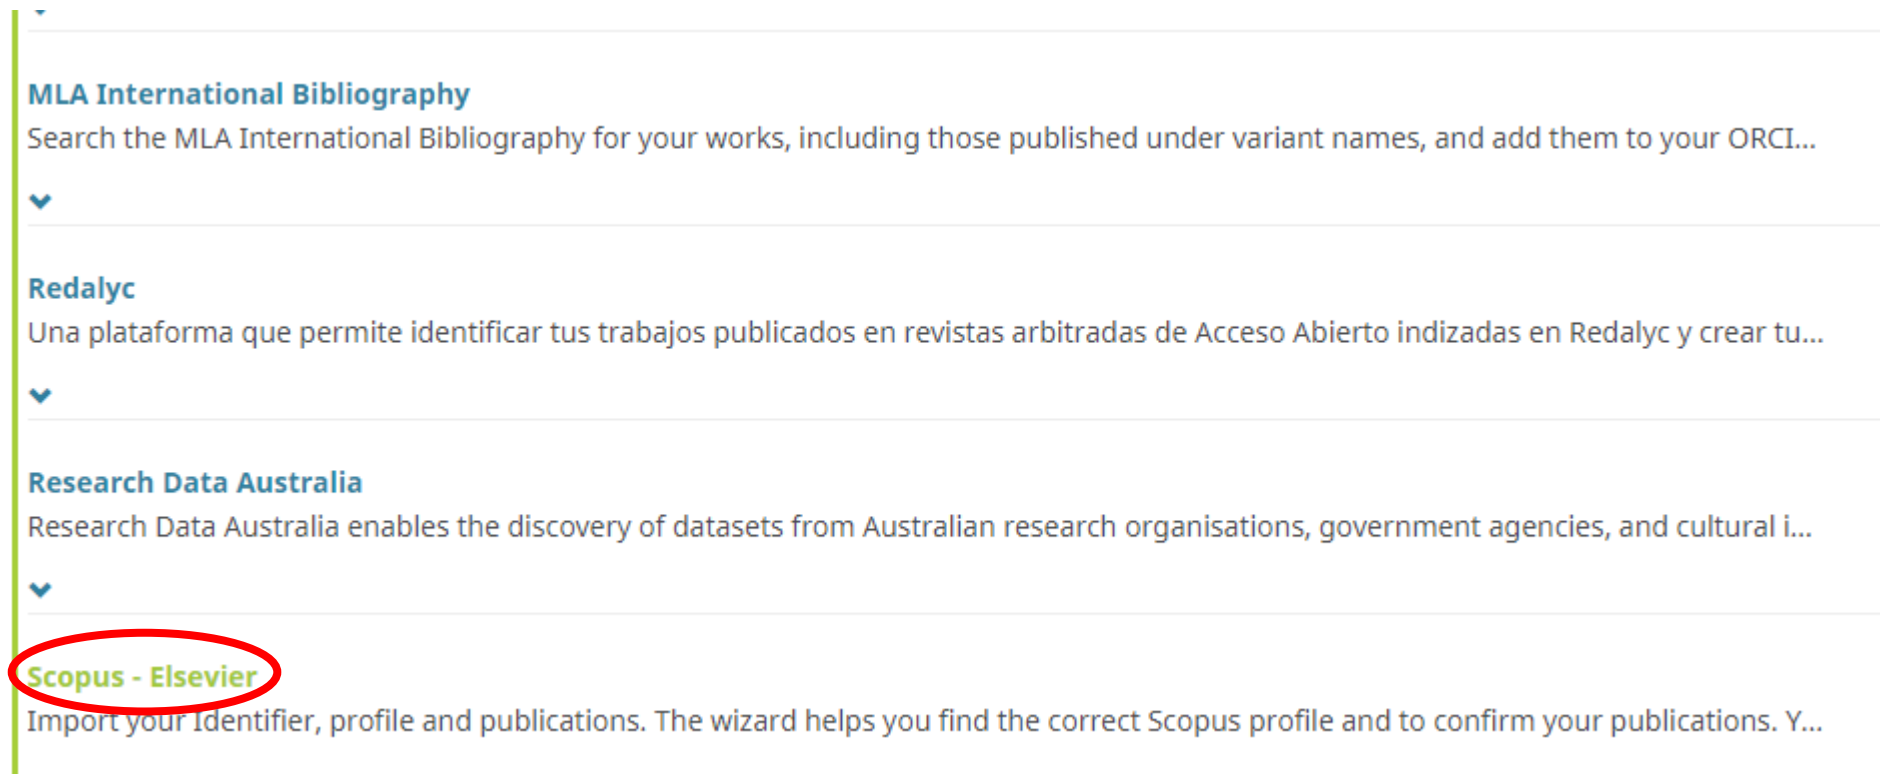 MLA International Bibliography
Search the MLA International Bibliography for your works, including those published under variant names, and add them to your ORCI...
Redalyc
Una plataforma que permite identificar tus trabajos publicados en revistas arbitradas de Acceso Abierto indizadas en Redalyc y crear tu...
Research Data Australia
Research Data Australia enables the discovery of datasets from Australian research organisations, government agencies, and cultural i...
Scopus - Elsevier
Import your Identifier, profile and publications. The wizard helps you find the correct Scopus profile and to confirm your publications. Y...